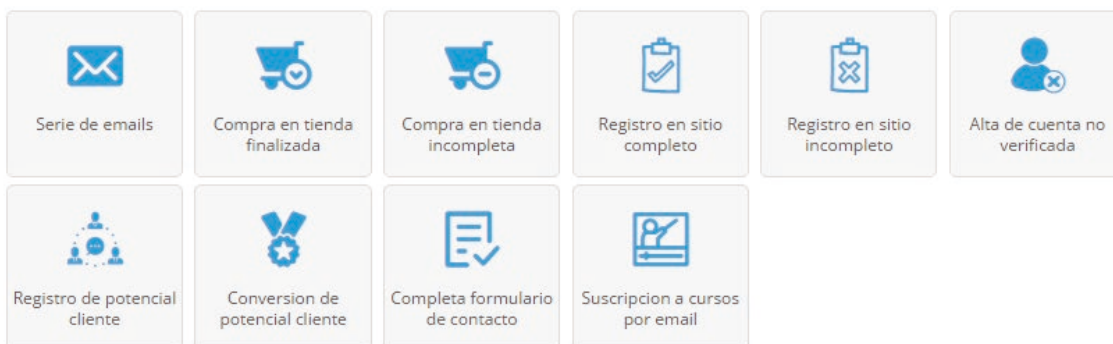 Serie de emails
Compra en tienda
finalizada
Compra en tienda
incompleta
Registro en sitio
completo
Registro en sitio
incompleto
Alta de cuenta no
verificada
Registro de potencial
cliente
Conversion de
potencial cliente
Completa formulario
de contacto
Suscripcion a cursos
por email